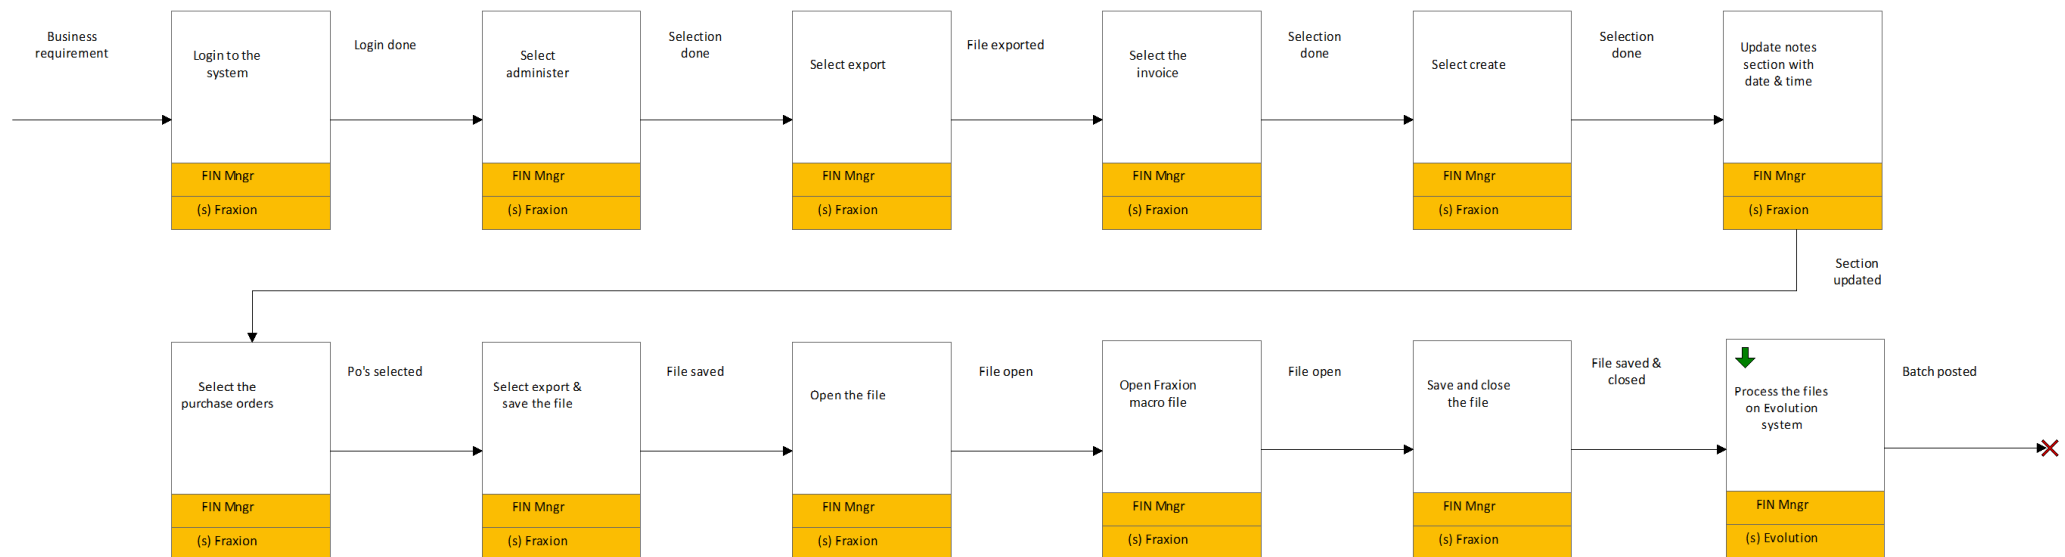 Business
requirement
Login to the
system
FIN Mngr
(s) Fraxion
Login done
Select
administer
FIN Mngr
(s) Fraxion
Selection
done
Select export
FIN Mngr
(s) Fraxion
File exported
Select the
invoice
FIN Mngr
(s) Fraxion
Selection
done
Select create
FIN Mngr
(s) Fraxion
Selection
done
Update notes
section with
date & time
FIN Mngr
(s) Fraxion
Section
updated
Select the
purchase orders
FIN Mngr
(s) Fraxion
Po's selected
Select export &
save the file
FIN Mngr
(s) Fraxion
File saved
Open the file
FIN Mngr
(s) Fraxion
File open
Open Fraxion
macro file
FIN Mngr
(s) Fraxion
File open
Save and close
the file
FIN Mngr
(s) Fraxion
File saved &
closed
Process the files
on Evolution
system
FIN Mngr
(s) Evolution
Batch posted